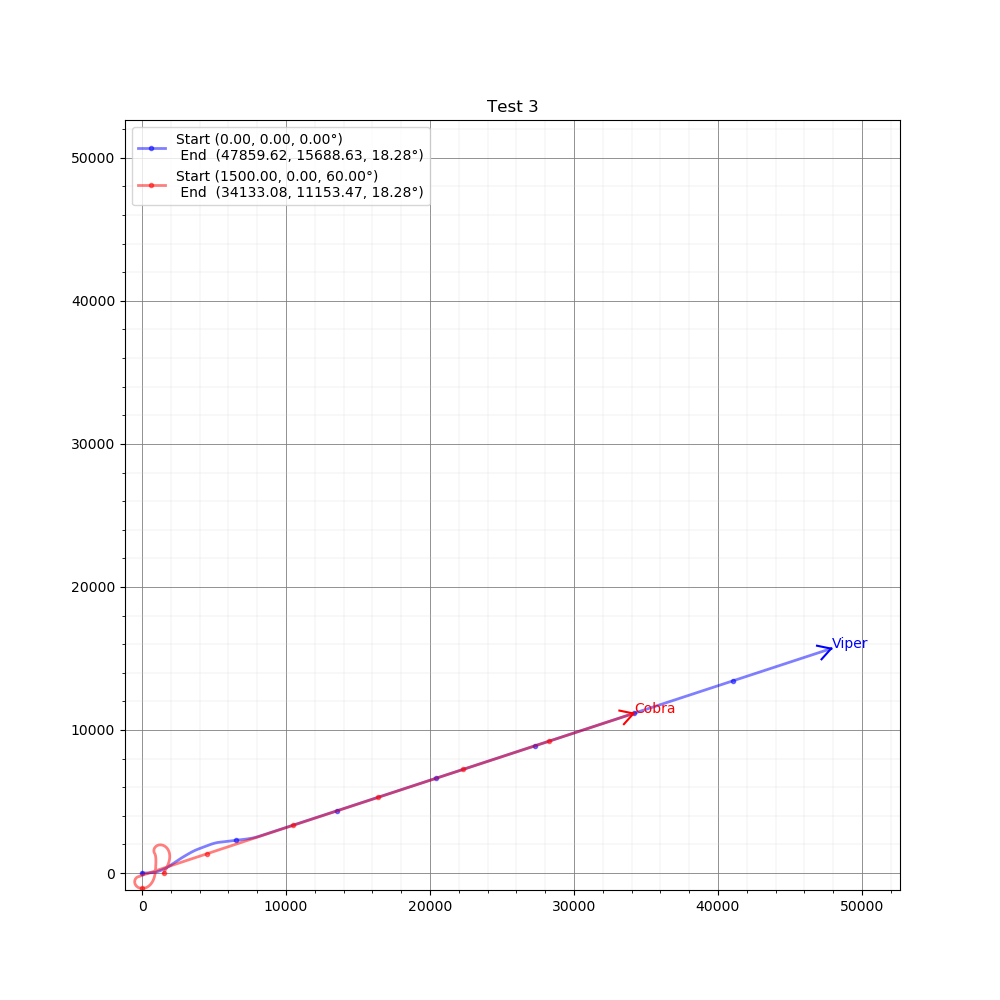 Test 3
Start (0.00, 0.00, 0.00°)
End  (47859.62, 15688.63, 18.28°)
Start (1500.00, 0.00, 60.00°)
End  (34133.08, 11153.47, 18.28°)
50000
40000
30000
20000
Viper
Cobra
10000
0
0 10000 20000 30000 40000 50000